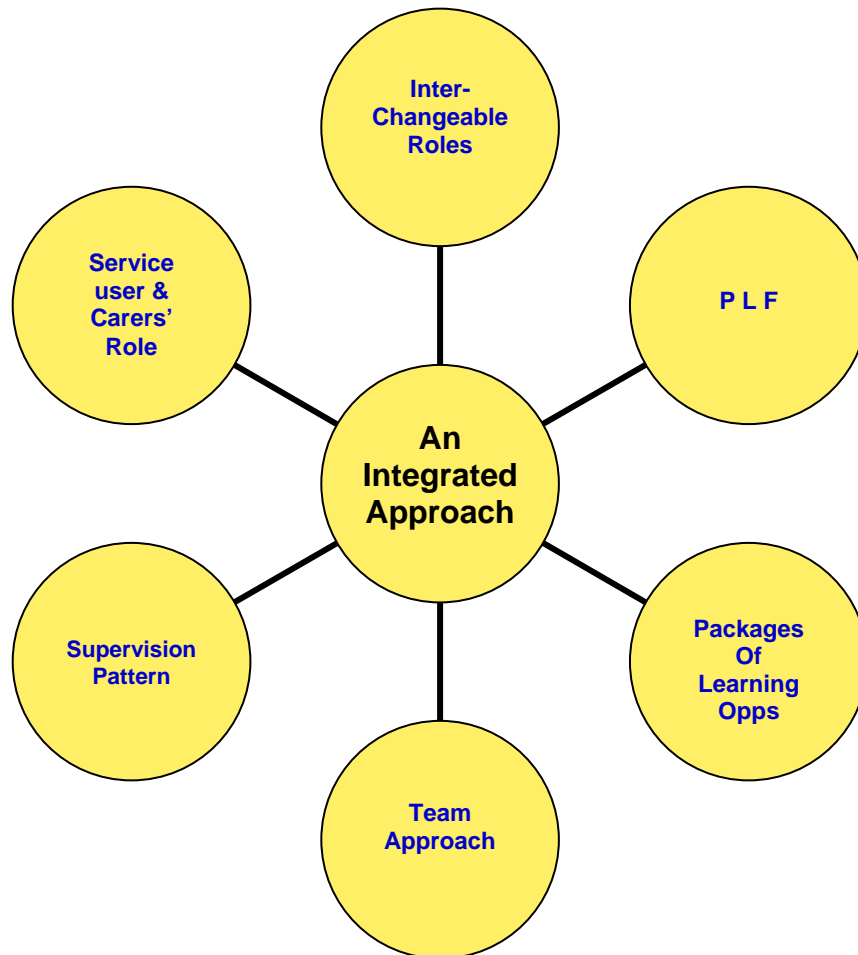 Inter-
Changeable
Roles
Service
user &
Carers’
Role
P L F
An
Integrated
Approach
Supervision
Pattern
Packages
Of
Learning
Opps
Team
Approach